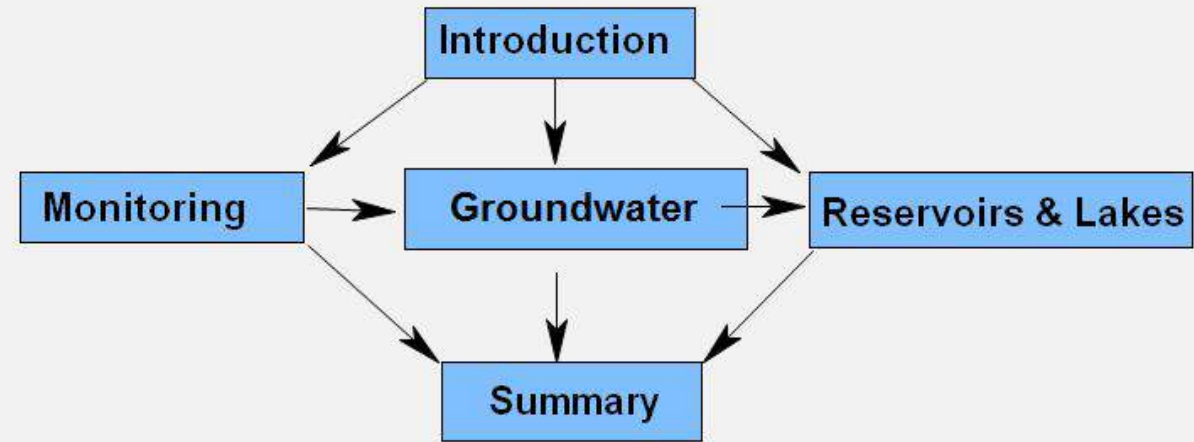 Introduction
Monitoring
Groundwater
Reservoirs & Lakes
Summary